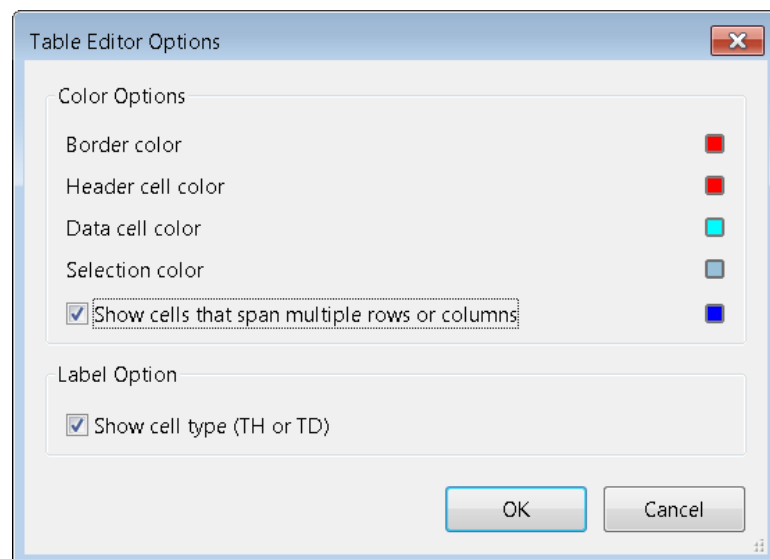 Table Editor Options
Color Options
Border color
Header cell color
Data cell color
Selection color
Show cells that span multiple rows or columns
Label Option
Show cell type (TH or TD)
OK Cancel